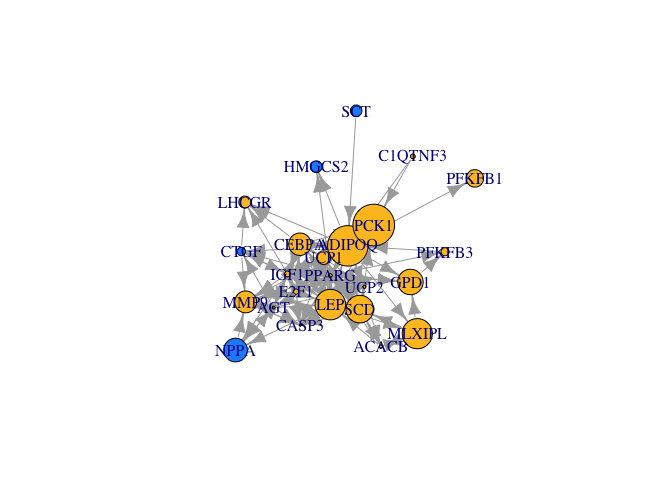 SCT
C1QTNF3
HMGCS2
PFKFB1
LHCGR
PCK1
CEBPA
ADIPOQ
CTGF
UCP1
PFKFB3
IGF1
PPARG
GPD1
UCP2
E2F1
MMP9
AGT
LEP
SCD
CASP3
MLXIPL
NPPA
ACACB